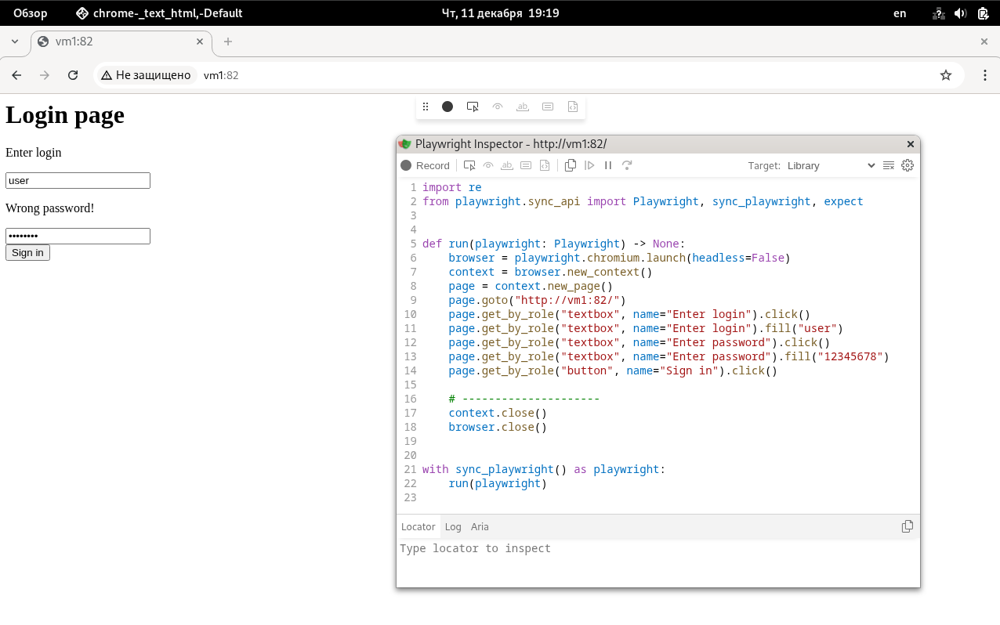 Обзор chrome-_text_html,-Default Чт, 11 декабря 19:19 en
vm1:82
Не защищено vm1:82
Login page
Enter login
user
Wrong password!
••••••••
Sign in
Playwright Inspector - http://vm1:82/
Record Target: Library
1 import re
2 from playwright.sync_api import Playwright, sync_playwright, expect
3
4
5 def run(playwright: Playwright) -> None:
6     browser = playwright.chromium.launch(headless=False)
7     context = browser.new_context()
8     page = context.new_page()
9     page.goto("http://vm1:82/")
10     page.get_by_role("textbox", name="Enter login").click()
11     page.get_by_role("textbox", name="Enter login").fill("user")
12     page.get_by_role("textbox", name="Enter password").click()
13     page.get_by_role("textbox", name="Enter password").fill("12345678")
14     page.get_by_role("button", name="Sign in").click()
15
16     # ---------------------
17     context.close()
18     browser.close()
19
20
21 with sync_playwright() as playwright:
22     run(playwright)
23
Locator Log Aria
Type locator to inspect